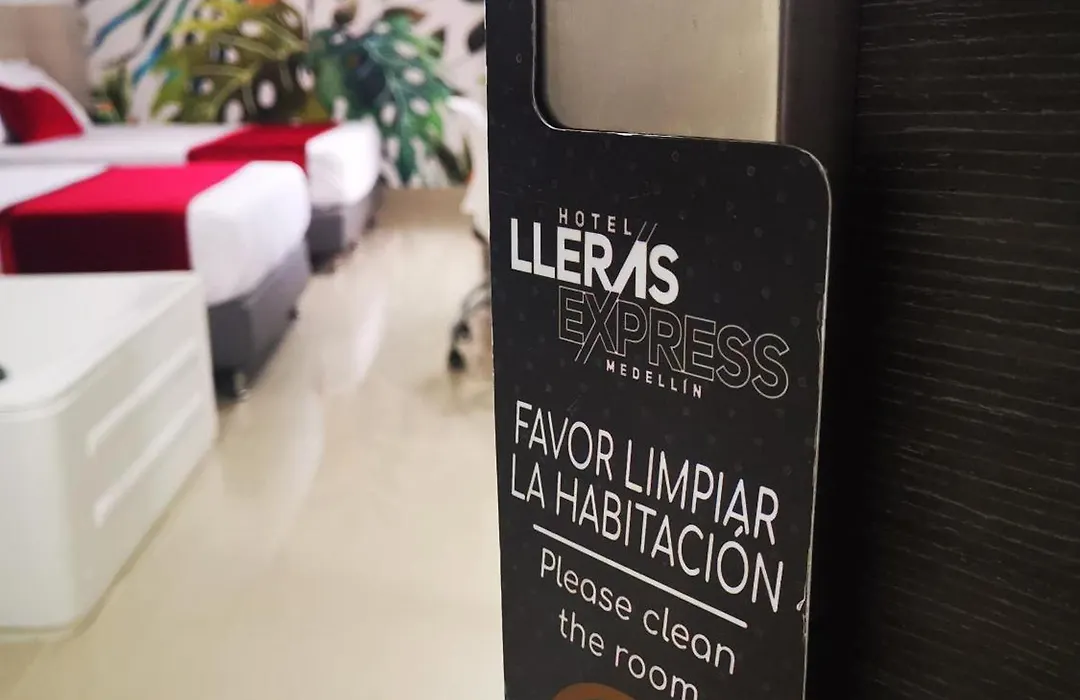 HOTEL
LLERAS
EXPRESS
MEDELLÍN
FAVOR LIMPIAR
LA HABITACIÓN
Please clean
the room